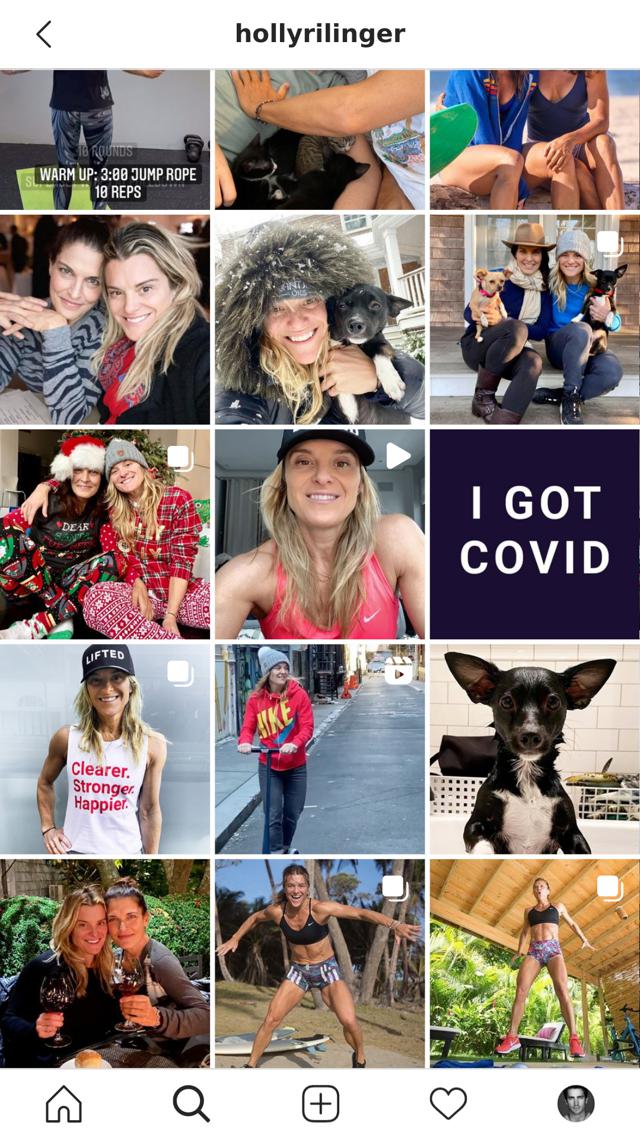 hollyrilinger
10 ROUNDS
WARM UP: 3:00 JUMP ROPE
10 REPS
DEAR
SANTA
I GOT
COVID
LIFTED
Clearer.
Stronger.
Happier.
NIKE